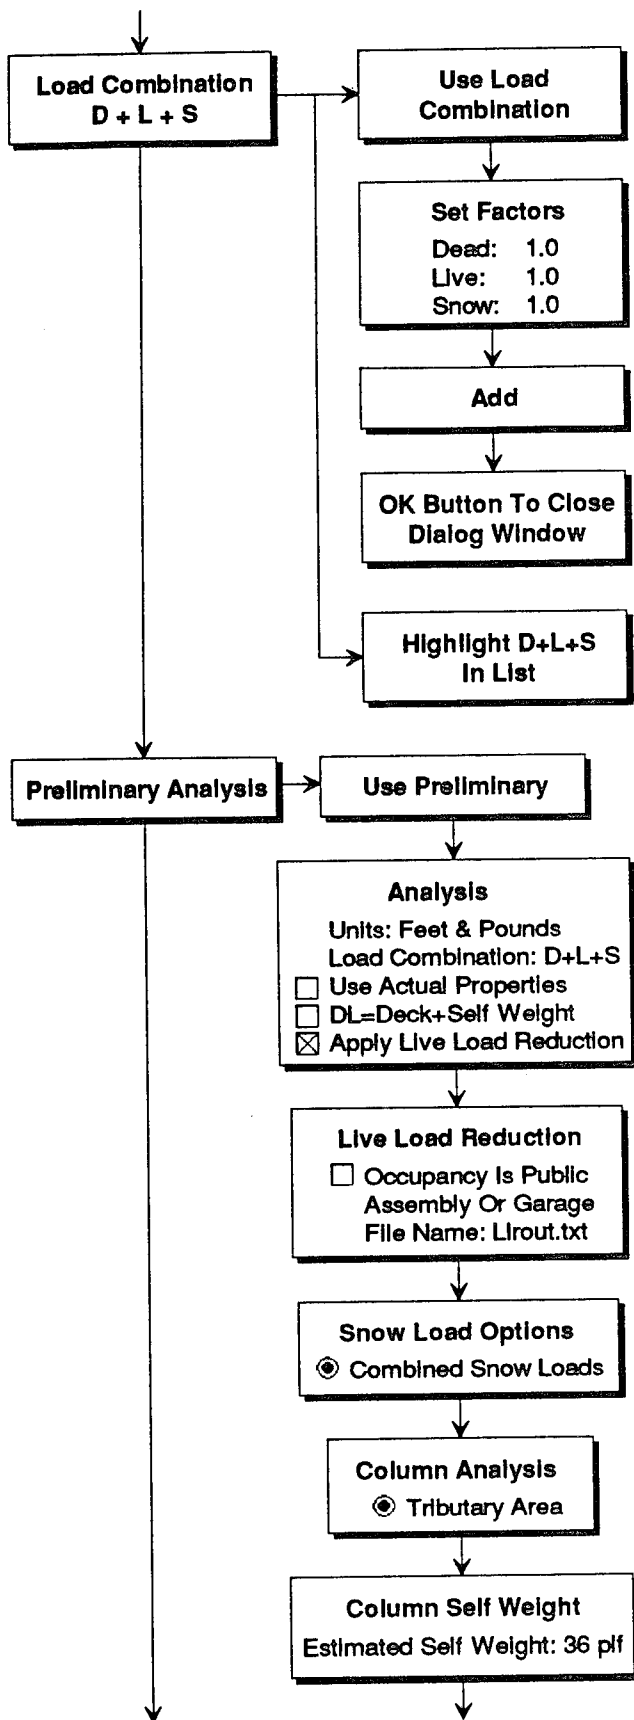 Load Combination
D + L + S
Use Load
Combination
Set Factors
Dead: 1.0
Live: 1.0
Snow: 1.0
Add
OK Button To Close
Dialog Window
Highlight D+L+S
In List
Preliminary Analysis
Use Preliminary
Analysis
Units: Feet & Pounds
Load Combination: D+L+S
Use Actual Properties
DL=Deck+Self Weight
Apply Live Load Reduction
Live Load Reduction
Occupancy Is Public
Assembly Or Garage
File Name: Llrout.txt
Snow Load Options
Combined Snow Loads
Column Analysis
Tributary Area
Column Self Weight
Estimated Self Weight: 36 plf